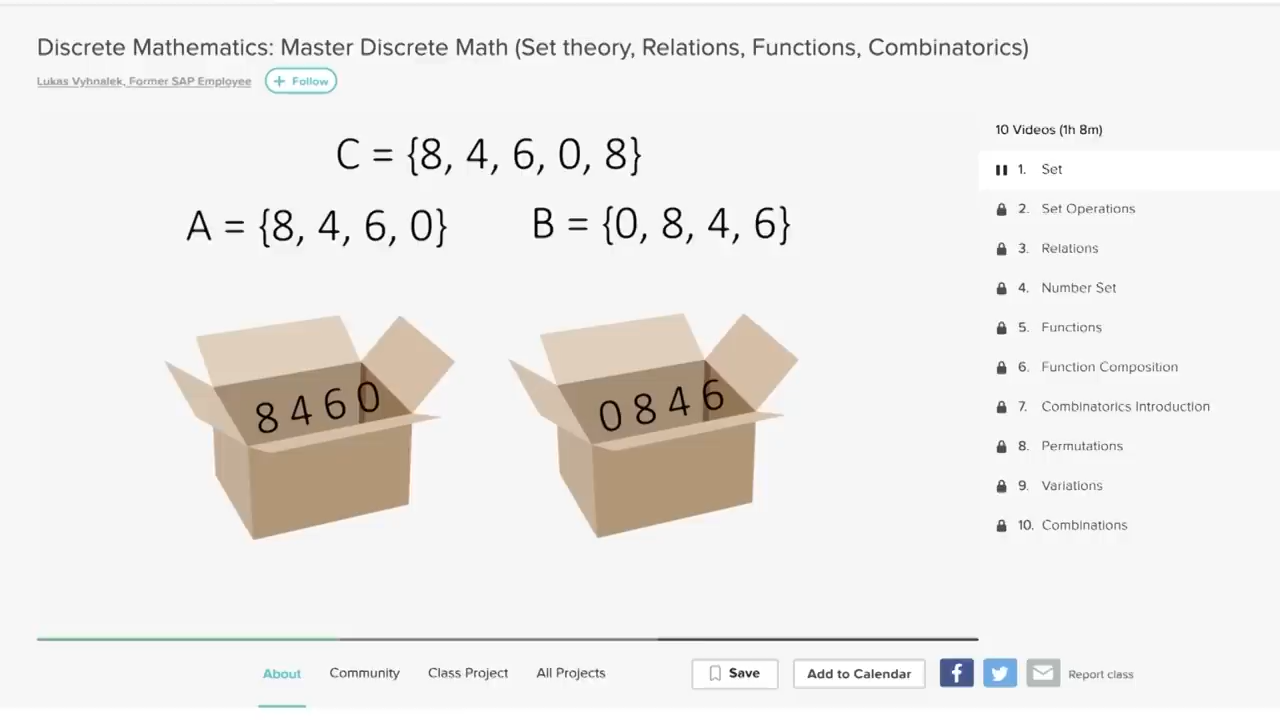 Discrete Mathematics: Master Discrete Math (Set theory, Relations, Functions, Combinatorics)
Lukas Vyhnalek, Former SAP Employee + Follow
C = {8, 4, 6, 0, 8}
A = {8, 4, 6, 0} B = {0, 8, 4, 6}
8 4 6 0
0 8 4 6
10 Videos (1h 8m)
1. Set
2. Set Operations
3. Relations
4. Number Set
5. Functions
6. Function Composition
7. Combinatorics Introduction
8. Permutations
9. Variations
10. Combinations
About Community Class Project All Projects Save Add to Calendar f Report class